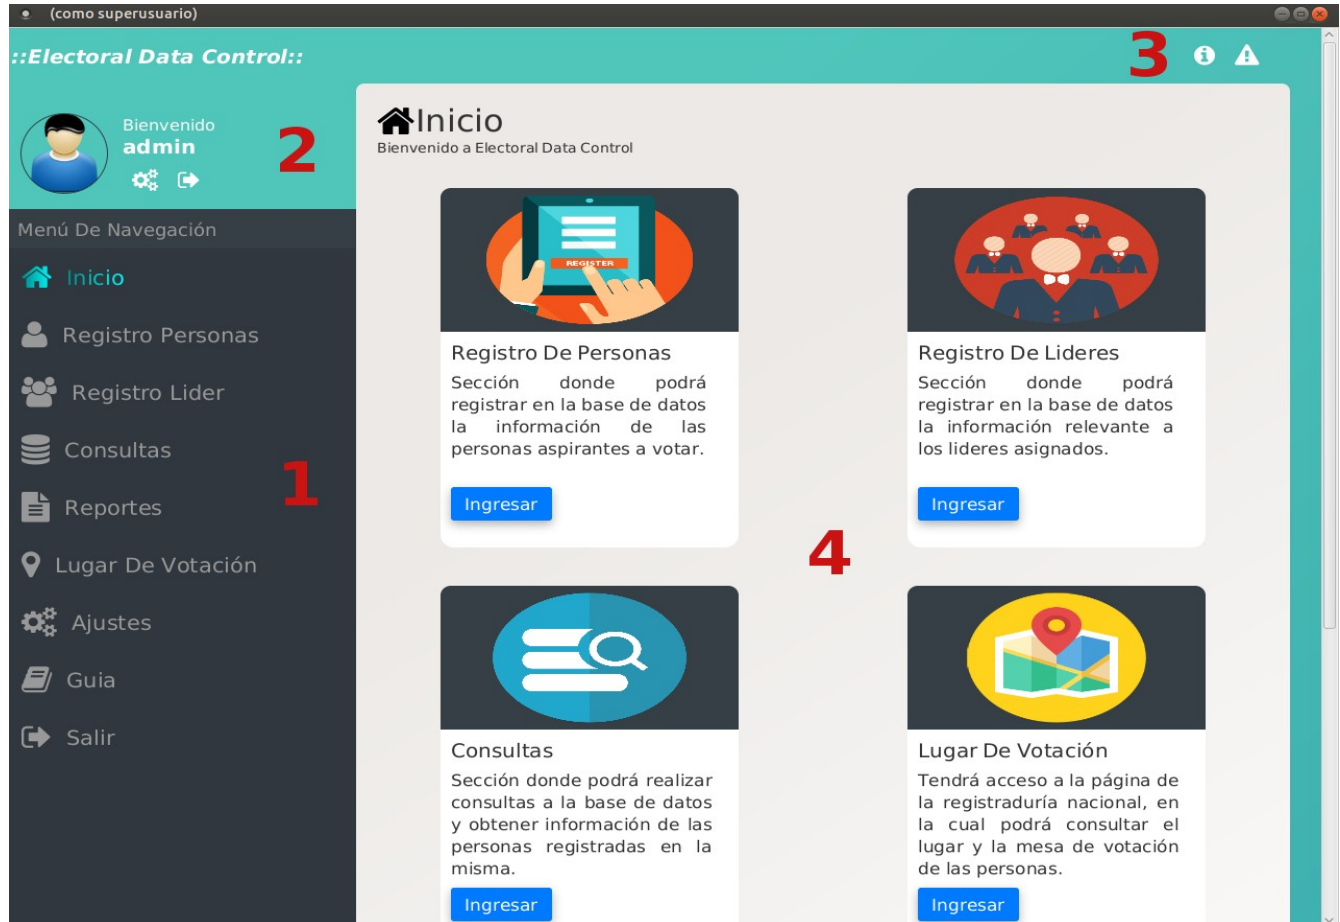 (como superusuario)
::Electoral Data Control::
3
Bienvenido
admin
2
Menú De Navegación
Inicio
Registro Personas
Registro Lider
Consultas
1
Reportes
Lugar De Votación
Ajustes
Guia
Salir
Inicio
Bienvenido a Electoral Data Control
REGISTER
Registro De Personas
Sección donde podrá
registrar en la base de datos
la información de las
personas aspirantes a votar.
Ingresar
Registro De Lideres
Sección donde podrá
registrar en la base de datos
la información relevante a
los lideres asignados.
Ingresar
4
Consultas
Sección donde podrá realizar
consultas a la base de datos
y obtener información de las
personas registradas en la
misma.
Ingresar
Lugar De Votación
Tendrá acceso a la página de
la registraduría nacional, en
la cual podrá consultar el
lugar y la mesa de votación
de las personas.
Ingresar